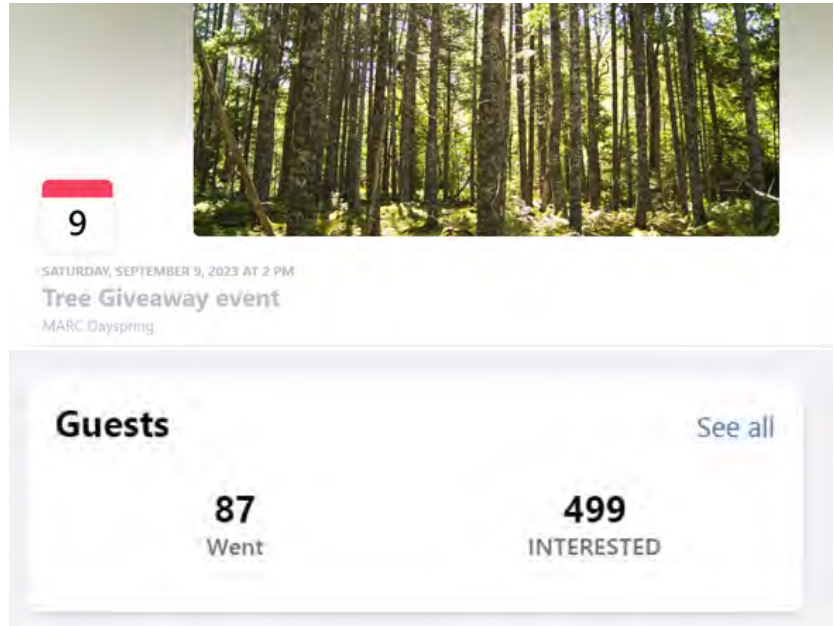 9
SATURDAY, SEPTEMBER 9, 2023 AT 2 PM
Tree Giveaway event
MARC Dayspring
Guests
See all
87
Went
499
INTERESTED